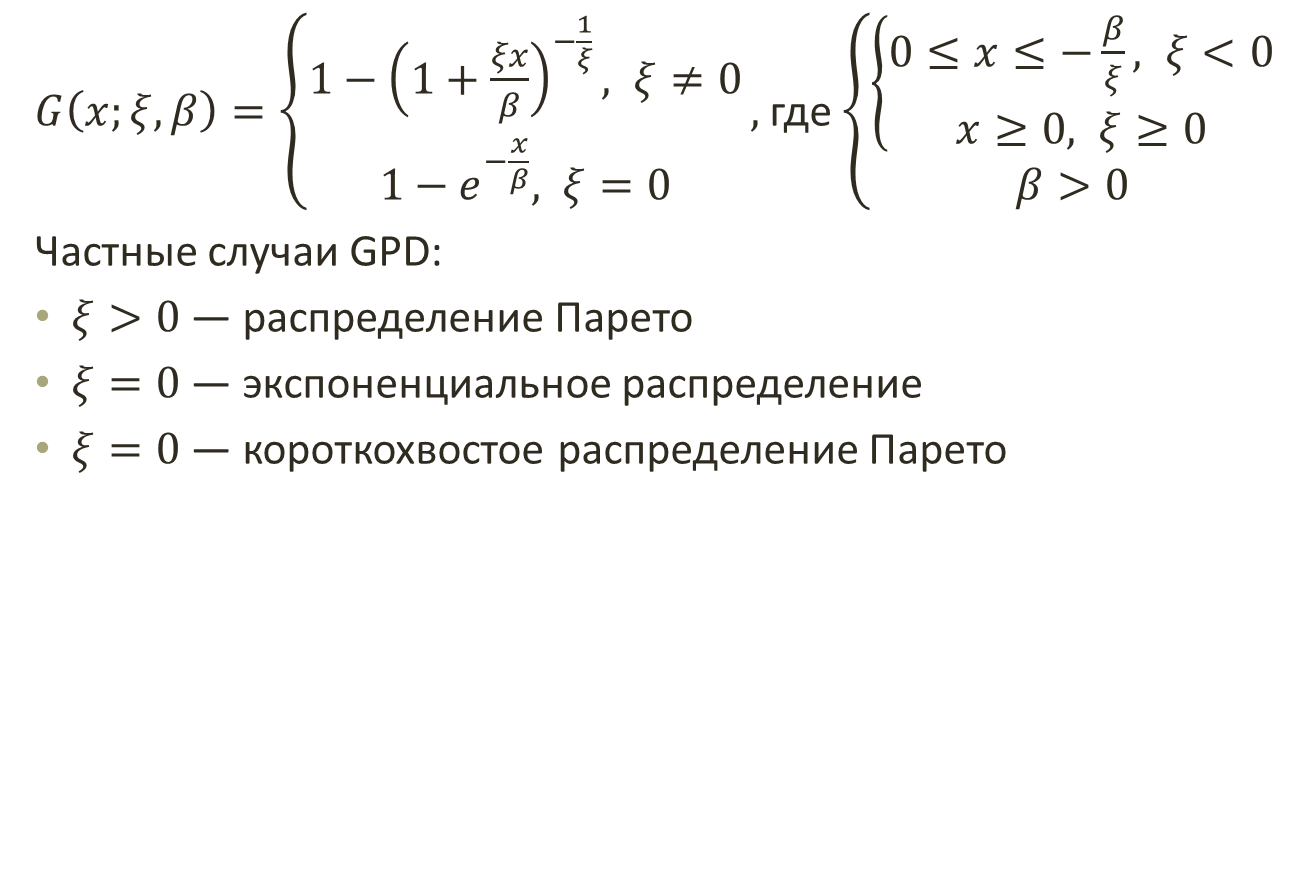 G(x; ξ, β) = { 1 − (1 + ξx/β)^(−1/ξ), ξ ≠ 0; 1 − e^(−x/β), ξ = 0 , где { { 0 ≤ x ≤ −β/ξ, ξ < 0; x ≥ 0, ξ ≥ 0; β > 0
Частные случаи GPD:
• ξ > 0 — распределение Парето
• ξ = 0 — экспоненциальное распределение
• ξ = 0 — короткохвостое распределение Парето